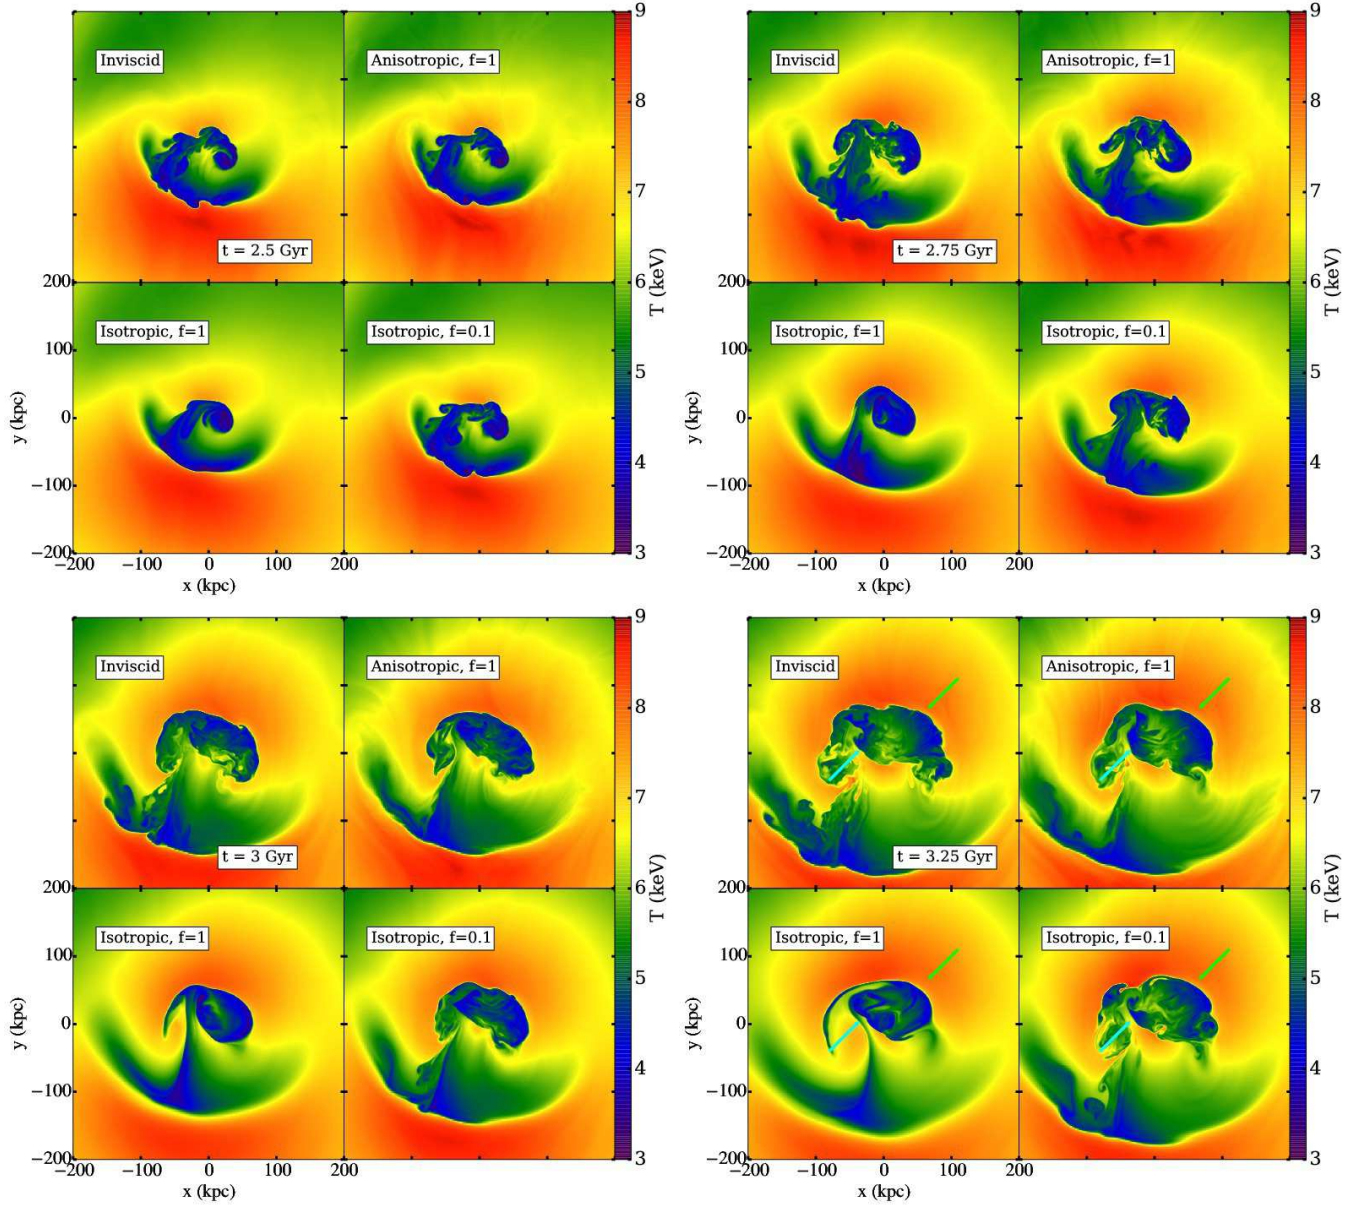 Inviscid
Anisotropic, f=1
t = 2.5 Gyr
Isotropic, f=1
Isotropic, f=0.1
200
100
0
−100
−200
y (kpc)
−200
−100
0
100
200
x (kpc)
9
8
7
6
5
4
3
T (keV)
Inviscid
Anisotropic, f=1
t = 2.75 Gyr
Isotropic, f=1
Isotropic, f=0.1
200
100
0
−100
−200
y (kpc)
−200
−100
0
100
200
x (kpc)
9
8
7
6
5
4
3
T (keV)
Inviscid
Anisotropic, f=1
t = 3 Gyr
Isotropic, f=1
Isotropic, f=0.1
200
100
0
−100
−200
y (kpc)
−200
−100
0
100
200
x (kpc)
9
8
7
6
5
4
3
T (keV)
Inviscid
Anisotropic, f=1
t = 3.25 Gyr
Isotropic, f=1
Isotropic, f=0.1
200
100
0
−100
−200
y (kpc)
−200
−100
0
100
200
x (kpc)
9
8
7
6
5
4
3
T (keV)